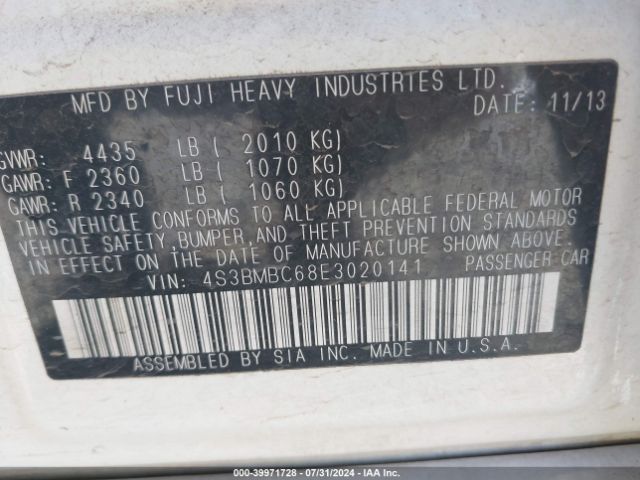 MFD BY FUJI HEAVY INDUSTRIES LTD.
DATE: 11/13
GVWR: 4435 LB ( 2010 KG)
GAWR: F 2360 LB ( 1070 KG)
GAWR: R 2340 LB ( 1060 KG)
THIS VEHICLE CONFORMS TO ALL APPLICABLE FEDERAL MOTOR
VEHICLE SAFETY, BUMPER, AND THEFT PREVENTION STANDARDS
IN EFFECT ON THE DATE OF MANUFACTURE SHOWN ABOVE.
VIN: 4S3BMBC68E3020141 PASSENGER CAR
ASSEMBLED BY SIA INC. MADE IN U.S.A.
000-39971728 - 07/31/2024 - IAA Inc.